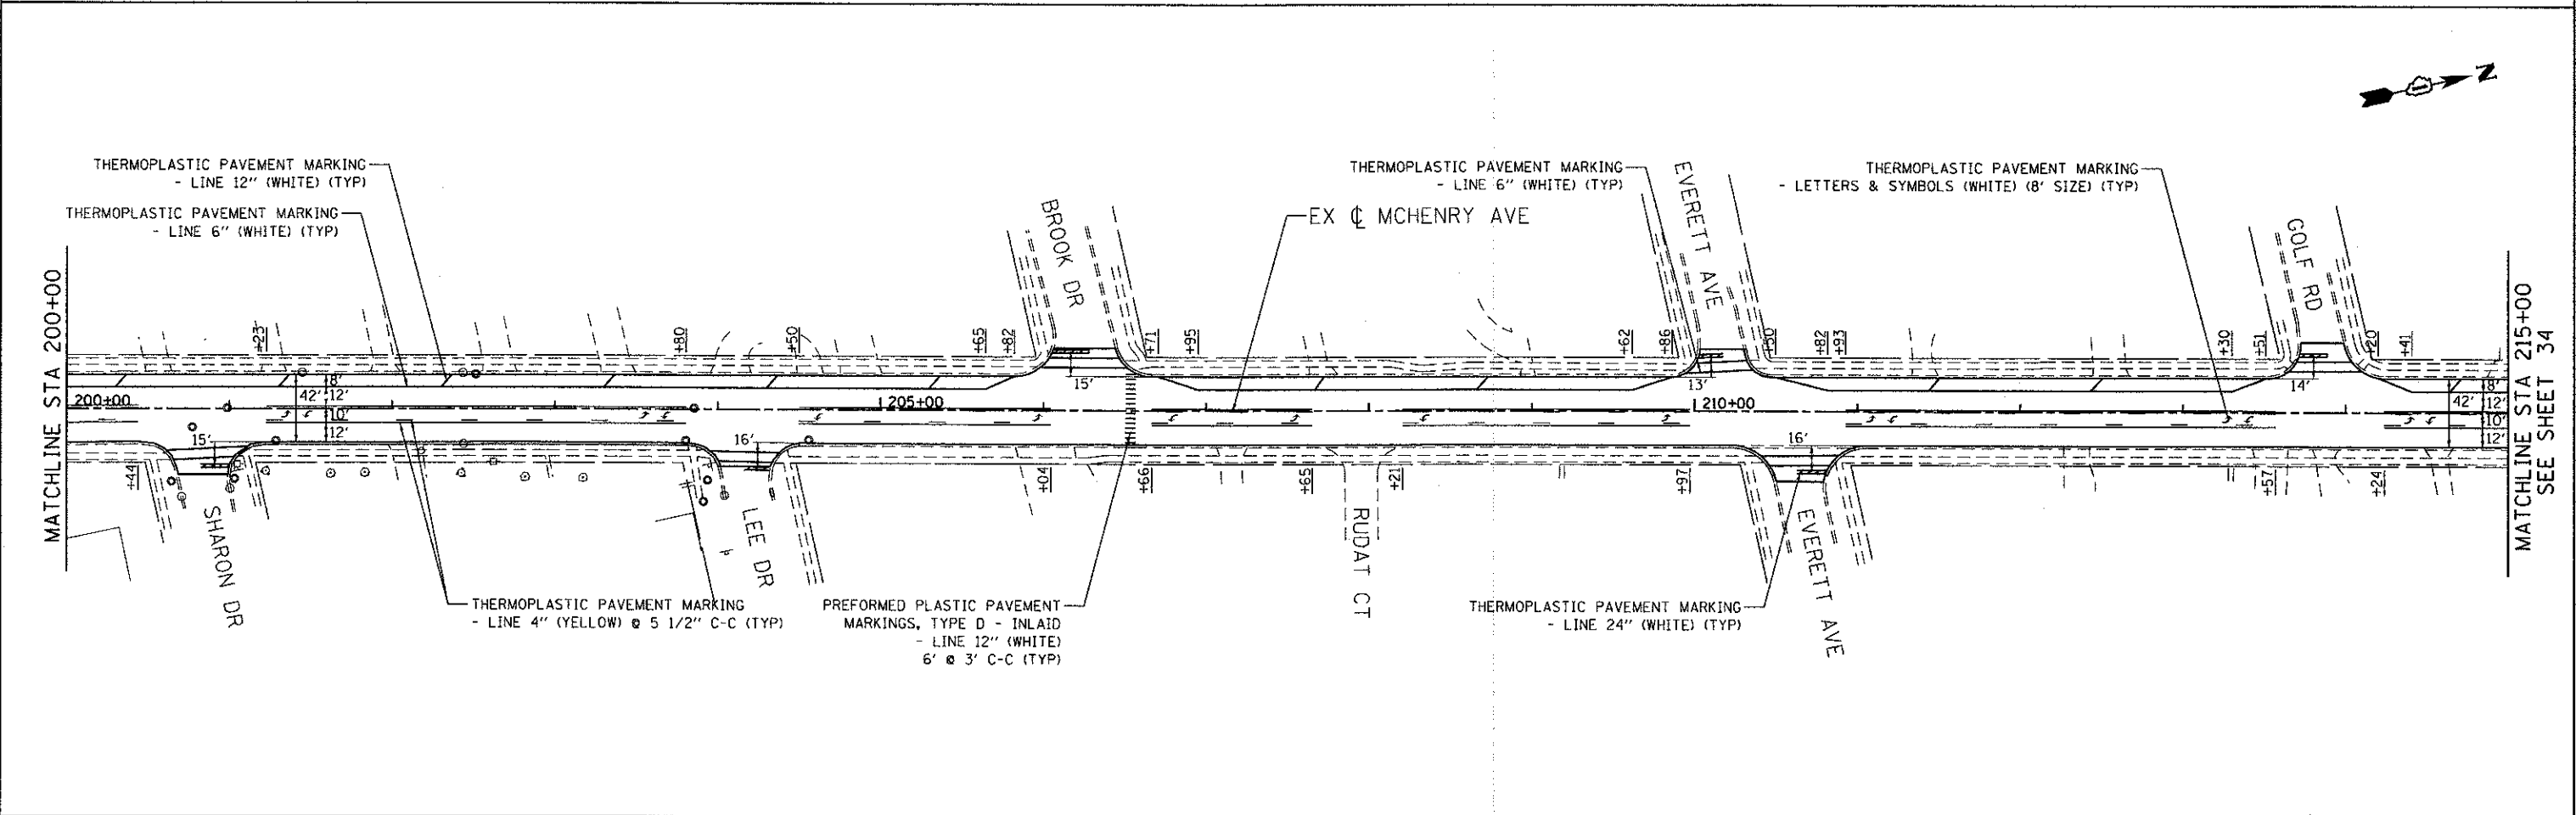 N
THERMOPLASTIC PAVEMENT MARKING
- LINE 12" (WHITE) (TYP)
THERMOPLASTIC PAVEMENT MARKING
- LINE 6" (WHITE) (TYP)
THERMOPLASTIC PAVEMENT MARKING
- LINE 6" (WHITE) (TYP)
THERMOPLASTIC PAVEMENT MARKING
- LETTERS & SYMBOLS (WHITE) (8' SIZE) (TYP)
EX ℄ MCHENRY AVE
BROOK DR
EVERETT AVE
GOLF RD
MATCHLINE STA 200+00
+23
+80
+50
+65
+82
+71
+95
+62
+86
+50
+82
+93
+30
+51
+20
+41
MATCHLINE STA 215+00
SEE SHEET 34
8'
12'
42'
10'
12'
200+00
205+00
210+00
15'
13'
14'
8'
12'
42'
10'
12'
15'
16'
16'
+44
+04
+66
+65
+21
+97
+57
+24
SHARON DR
LEE DR
RUDAT CT
EVERETT AVE
THERMOPLASTIC PAVEMENT MARKING
- LINE 4" (YELLOW) @ 5 1/2" C-C (TYP)
PREFORMED PLASTIC PAVEMENT
MARKINGS, TYPE D - INLAID
- LINE 12" (WHITE)
6' @ 3' C-C (TYP)
THERMOPLASTIC PAVEMENT MARKING
- LINE 24" (WHITE) (TYP)